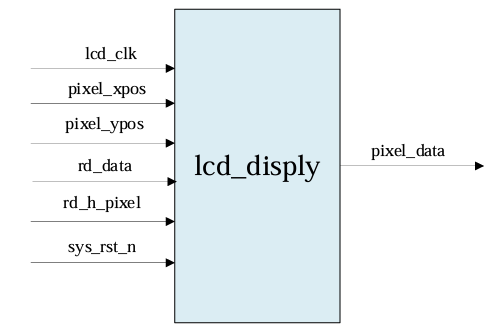 lcd_clk
pixel_xpos
pixel_ypos
rd_data
rd_h_pixel
sys_rst_n
lcd_disply
pixel_data